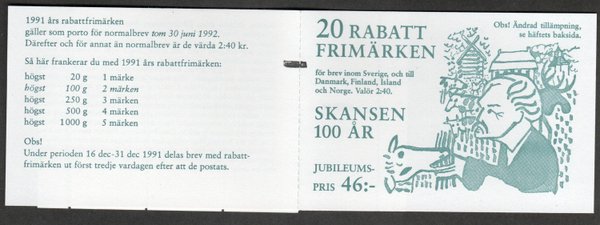 1991 års rabattfrimärken
gäller som porto för normalbrev tom 30 juni 1992.
Därefter och för annat än normalbrev är de värda 2:40 kr.
Så här frankerar du med 1991 års rabattfrimärken:
högst 20 g 1 märke
högst 100 g 2 märken
högst 250 g 3 märken
högst 500 g 4 märken
högst 1000 g 5 märken
Obs!
Under perioden 16 dec-31 dec 1991 delas brev med rabatt-
frimärken ut först tredje vardagen efter att de postats.
20 RABATT
FRIMÄRKEN
för brev inom Sverige, och till
Danmark, Finland, Island
och Norge. Valör 2:40.
SKANSEN
100 ÅR
JUBILEUMS-
PRIS 46:-
Obs! Ändrad tillämpning,
se häftets baksida.